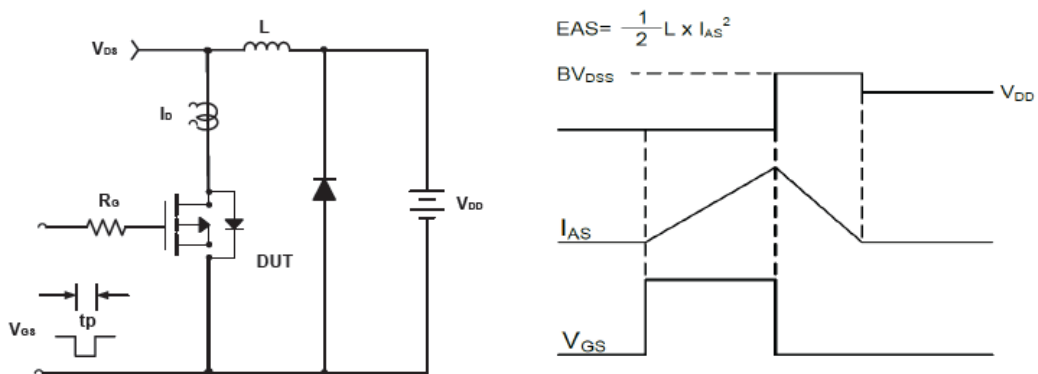 L
VDS
ID
RG
VDD
DUT
tp
VGS
EAS= 1/2 L x IAS²
BVDSS
VDD
IAS
VGS